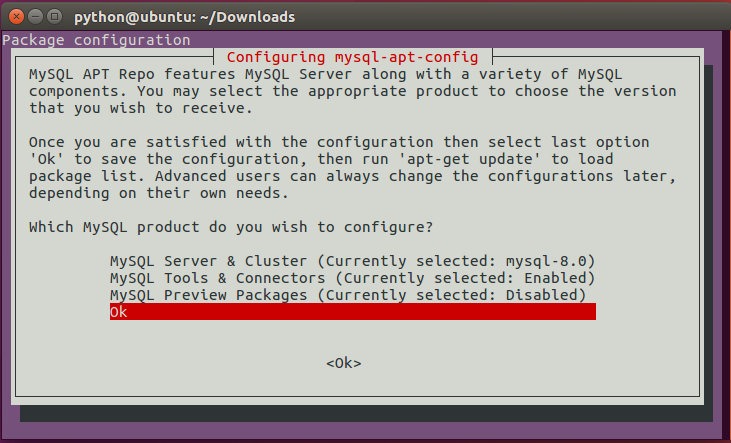 python@ubuntu: ~/Downloads
Package configuration
Configuring mysql-apt-config
MySQL APT Repo features MySQL Server along with a variety of MySQL
components. You may select the appropriate product to choose the version
that you wish to receive.
Once you are satisfied with the configuration then select last option
'Ok' to save the configuration, then run 'apt-get update' to load
package list. Advanced users can always change the configurations later,
depending on their own needs.
Which MySQL product do you wish to configure?
MySQL Server & Cluster (Currently selected: mysql-8.0)
MySQL Tools & Connectors (Currently selected: Enabled)
MySQL Preview Packages (Currently selected: Disabled)
Ok
<Ok>